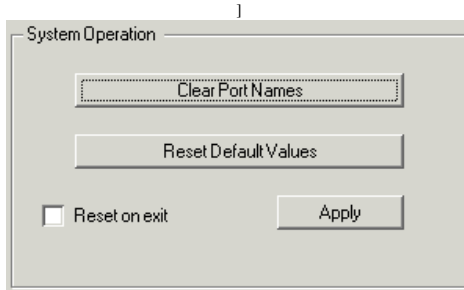 ]
System Operation
Clear Port Names
Reset Default Values
Reset on exit
Apply